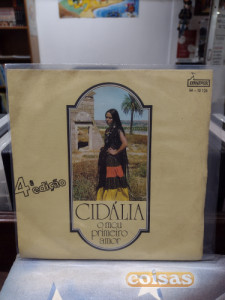 4ª edição
CIDÁLIA
o meu
primeiro
amor
coisas